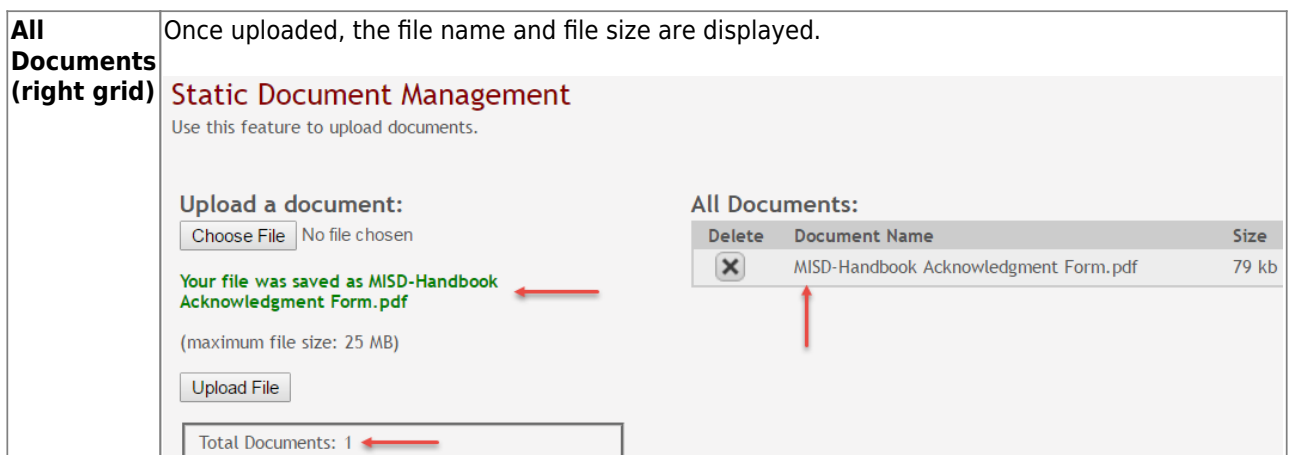 All
Documents
(right grid)
Once uploaded, the file name and file size are displayed.
Static Document Management
Use this feature to upload documents.
Upload a document:
Choose File No file chosen
Your file was saved as MISD-Handbook
Acknowledgment Form.pdf
(maximum file size: 25 MB)
Upload File
Total Documents: 1
All Documents:
Delete Document Name Size
MISD-Handbook Acknowledgment Form.pdf 79 kb